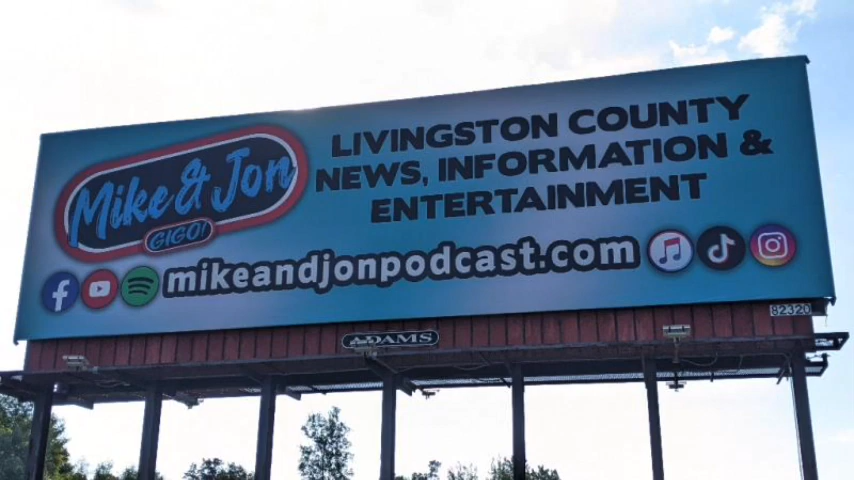 Mike & Jon
GIGO!
LIVINGSTON COUNTY
NEWS, INFORMATION &
ENTERTAINMENT
mikeandjonpodcast.com
82320
ADAMS